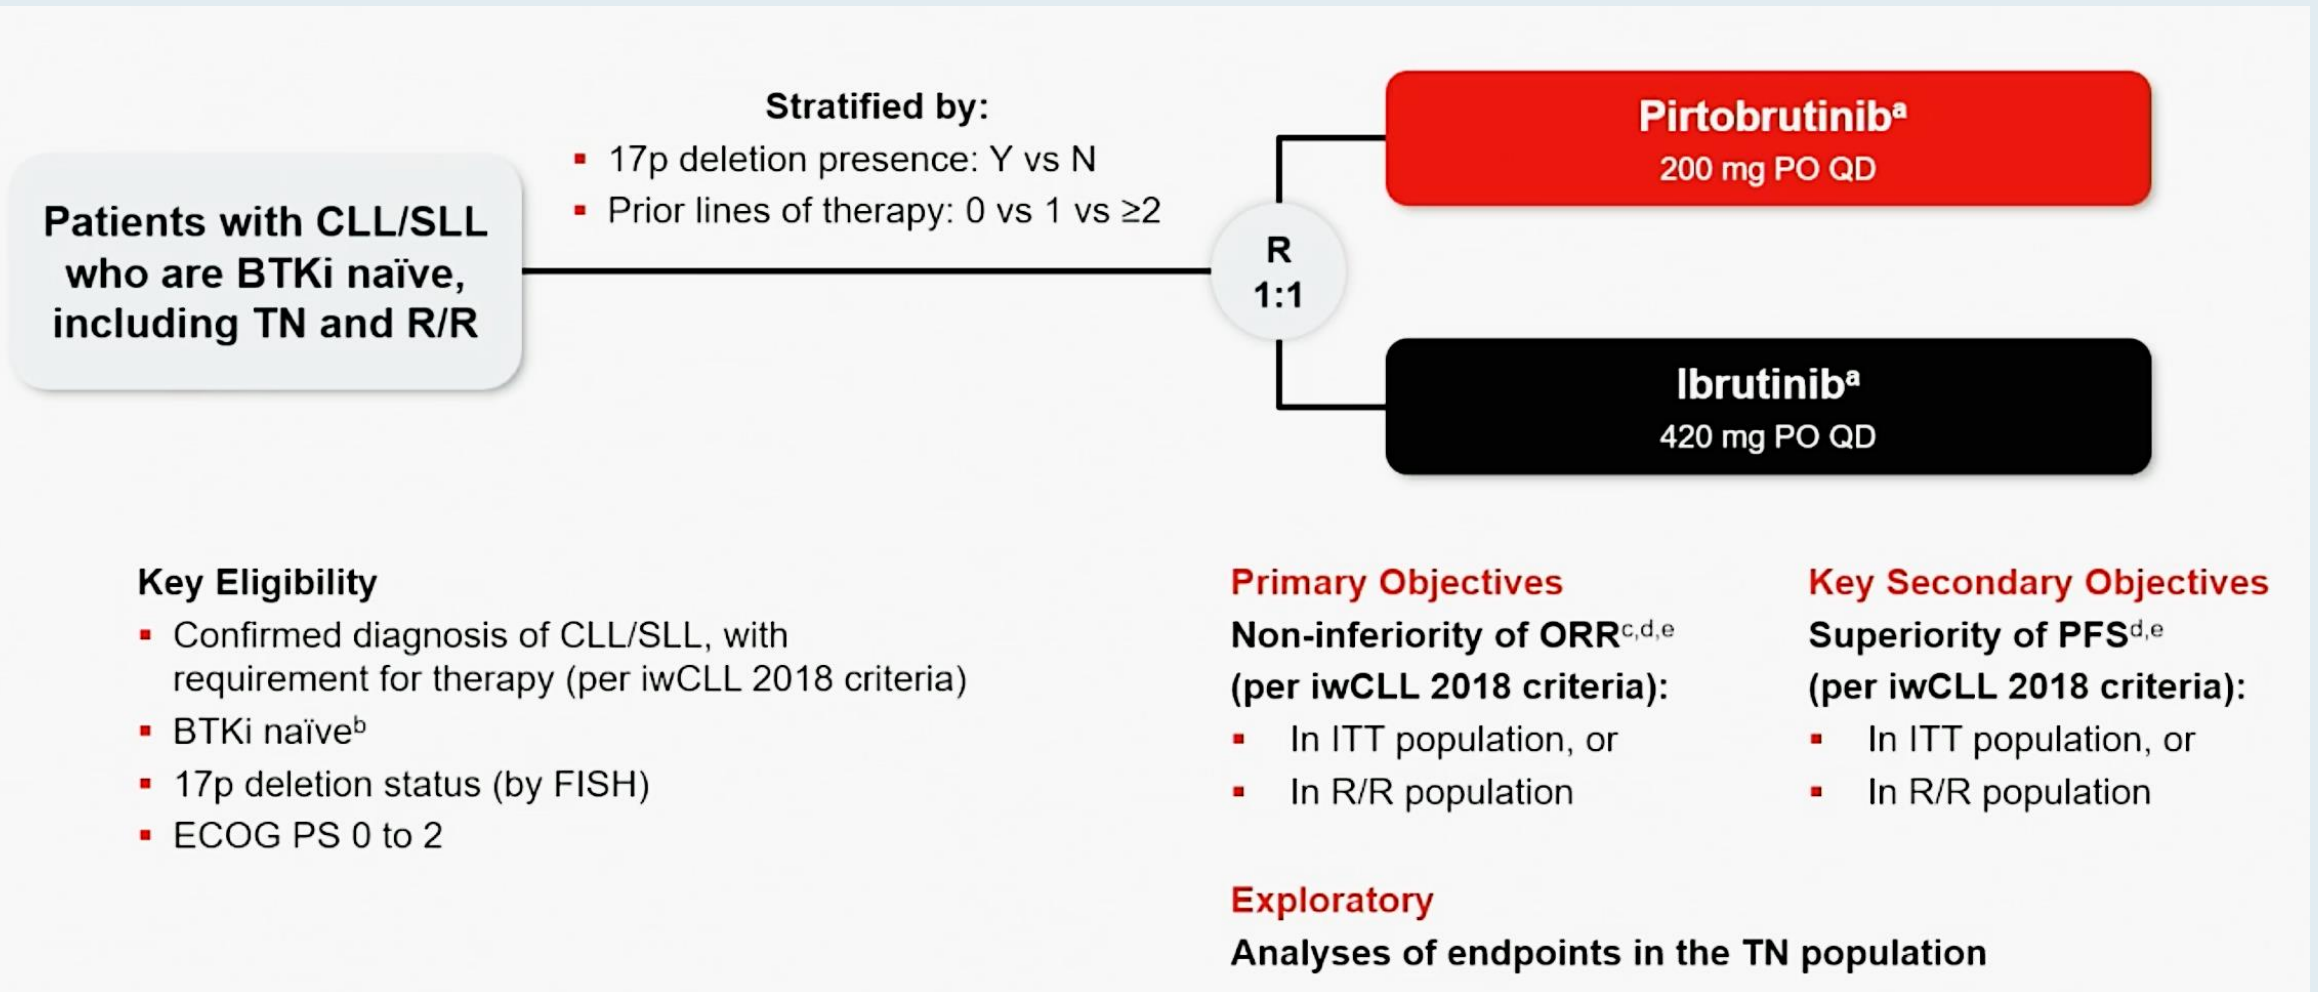 Stratified by:
▪ 17p deletion presence: Y vs N
▪ Prior lines of therapy: 0 vs 1 vs ≥2
Patients with CLL/SLL
who are BTKi naïve,
including TN and R/R
R
1:1
Pirtobrutinibᵃ
200 mg PO QD
Ibrutinibᵃ
420 mg PO QD
Key Eligibility
▪ Confirmed diagnosis of CLL/SLL, with
requirement for therapy (per iwCLL 2018 criteria)
▪ BTKi naïveᵇ
▪ 17p deletion status (by FISH)
▪ ECOG PS 0 to 2
Primary Objectives
Non-inferiority of ORRᶜ,ᵈ,ᵉ
(per iwCLL 2018 criteria):
▪ In ITT population, or
▪ In R/R population
Key Secondary Objectives
Superiority of PFSᵈ,ᵉ
(per iwCLL 2018 criteria):
▪ In ITT population, or
▪ In R/R population
Exploratory
Analyses of endpoints in the TN population